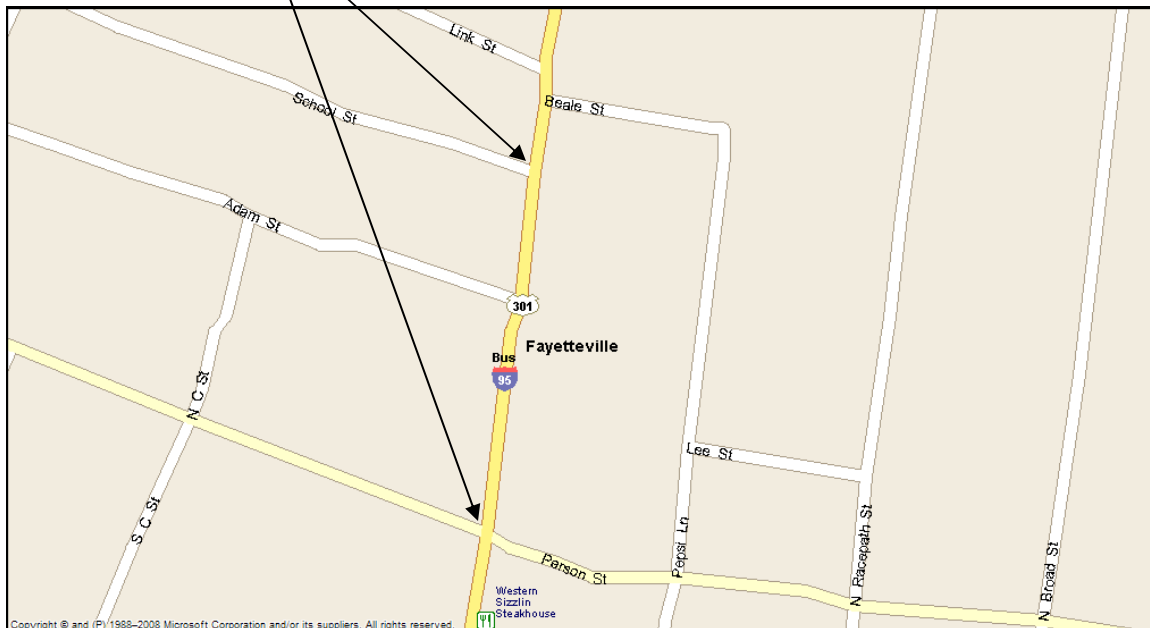 Link St
Beale St
School St
Adam St
301
Fayetteville
Bus
95
N C St
Lee St
S C St
Person St
Pepsi Ln
N Racepath St
N Broad St
Western
Sizzlin
Steakhouse
Copyright © and (P) 1988–2008 Microsoft Corporation and/or its suppliers. All rights reserved.